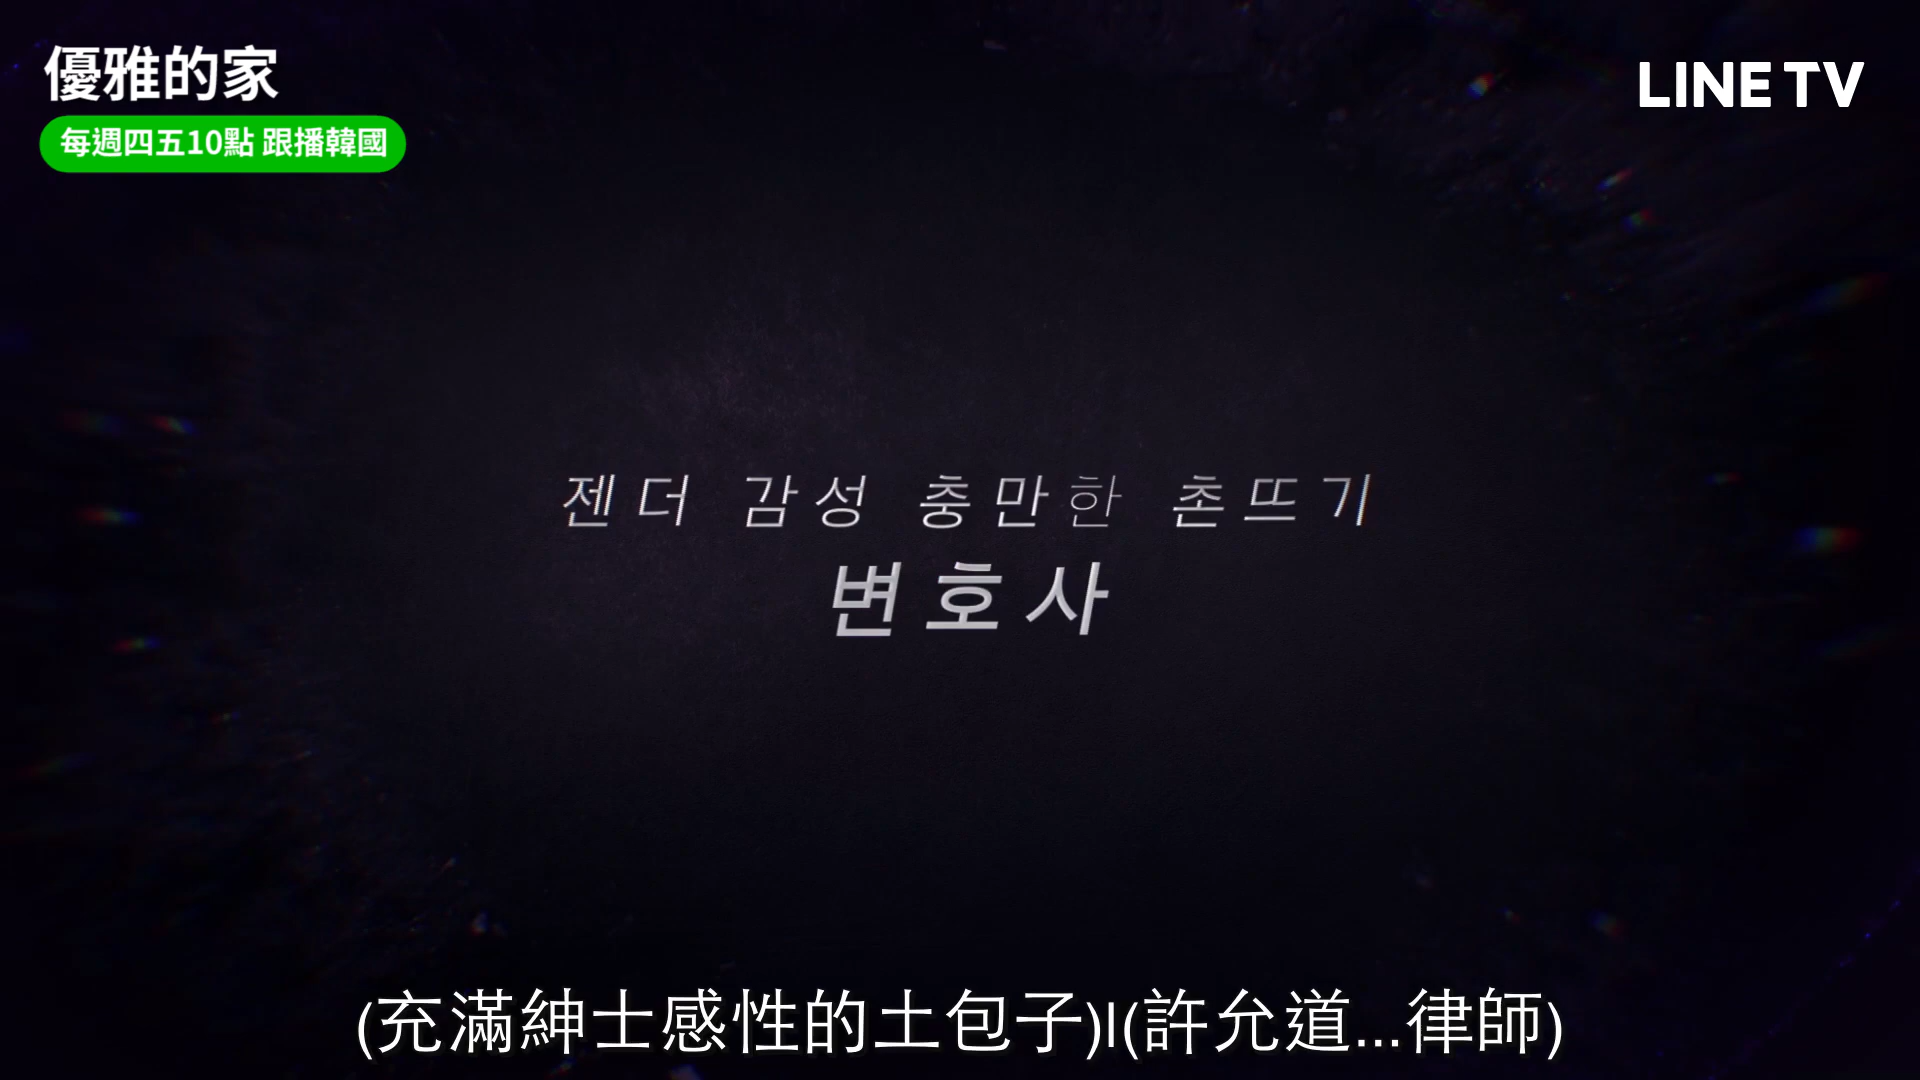 優雅的家
每週四五10點 跟播韓國
LINE TV
젠더 감성 충만한 촌뜨기
변호사
(充滿紳士感性的土包子)|(許允道...律師)